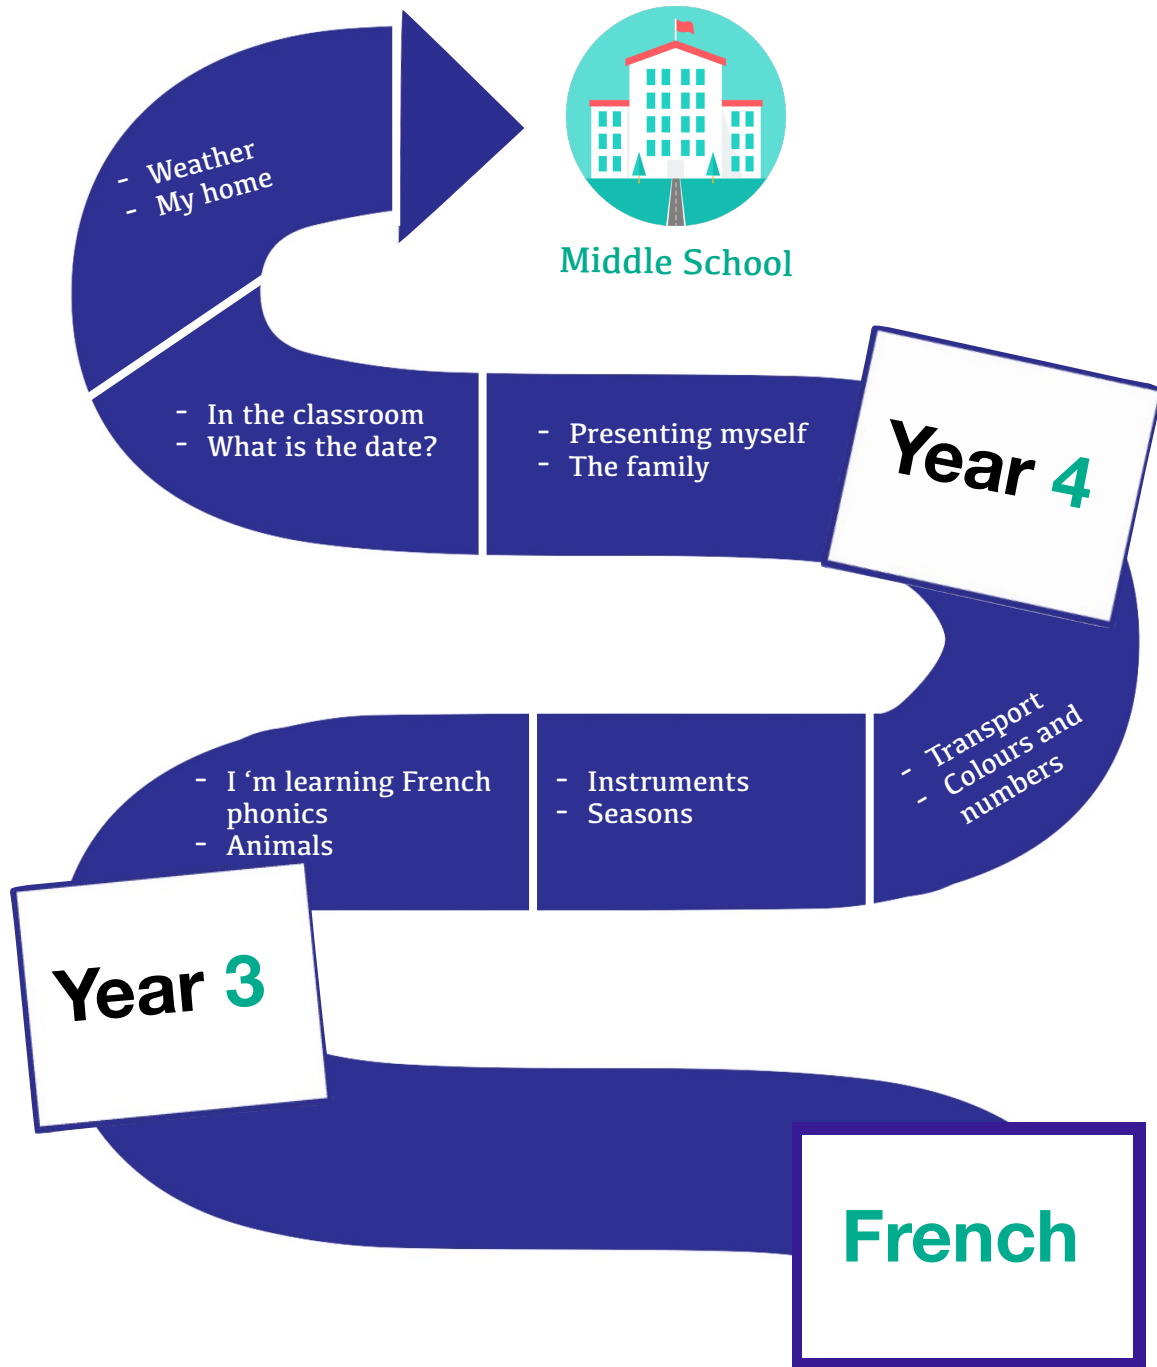 - Weather
- My home
Middle School
- In the classroom
- What is the date?
- Presenting myself
- The family
Year 4
- Transport
- Colours and
numbers
- I ‘m learning French
phonics
- Animals
- Instruments
- Seasons
Year 3
French